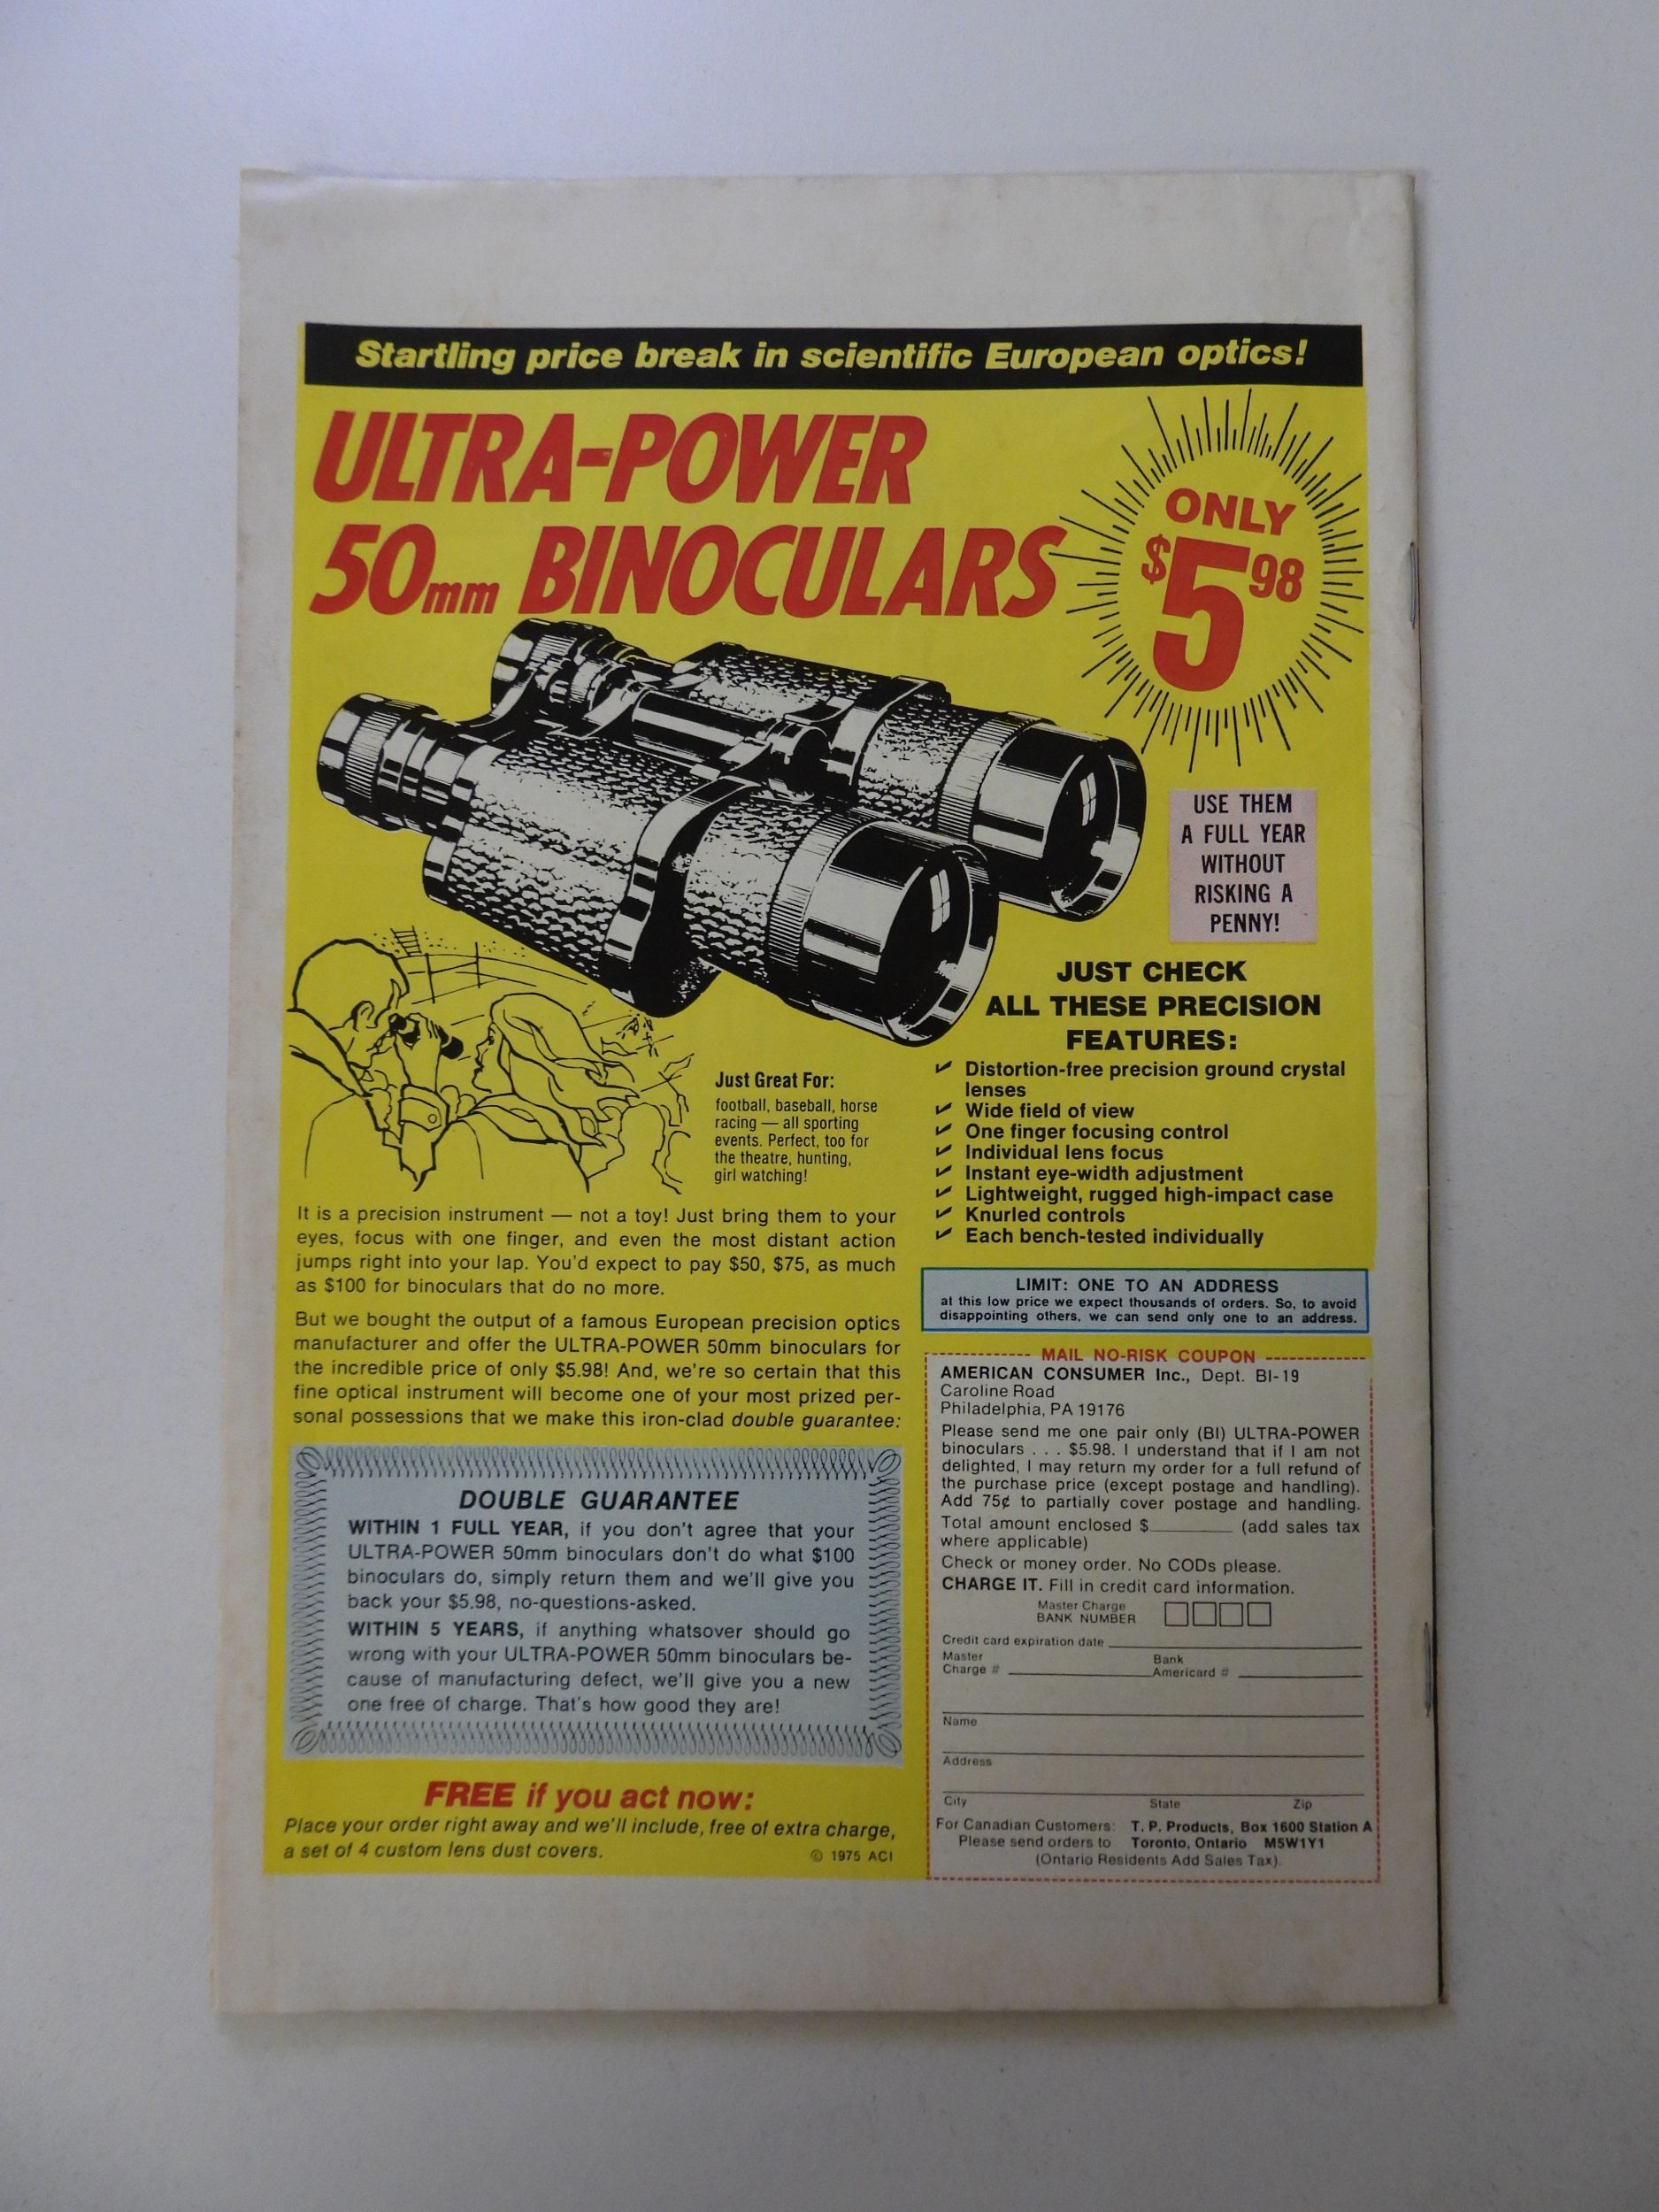 Startling price break in scientific European optics!
ULTRA-POWER
50mm BINOCULARS
ONLY
$5 98
USE THEM
A FULL YEAR
WITHOUT
RISKING A
PENNY!
JUST CHECK
ALL THESE PRECISION
FEATURES:
✓ Distortion-free precision ground crystal
lenses
✓ Wide field of view
✓ One finger focusing control
✓ Individual lens focus
✓ Instant eye-width adjustment
✓ Lightweight, rugged high-impact case
✓ Knurled controls
✓ Each bench-tested individually
Just Great For:
football, baseball, horse
racing — all sporting
events. Perfect, too for
the theatre, hunting,
girl watching!
It is a precision instrument — not a toy! Just bring them to your
eyes, focus with one finger, and even the most distant action
jumps right into your lap. You'd expect to pay $50, $75, as much
as $100 for binoculars that do no more.
But we bought the output of a famous European precision optics
manufacturer and offer the ULTRA-POWER 50mm binoculars for
the incredible price of only $5.98! And, we're so certain that this
fine optical instrument will become one of your most prized per-
sonal possessions that we make this iron-clad double guarantee:
DOUBLE GUARANTEE
WITHIN 1 FULL YEAR, if you don't agree that your
ULTRA-POWER 50mm binoculars don't do what $100
binoculars do, simply return them and we'll give you
back your $5.98, no-questions-asked.
WITHIN 5 YEARS, if anything whatsover should go
wrong with your ULTRA-POWER 50mm binoculars be-
cause of manufacturing defect, we'll give you a new
one free of charge. That's how good they are!
FREE if you act now:
Place your order right away and we'll include, free of extra charge,
a set of 4 custom lens dust covers.
© 1975 ACI
LIMIT: ONE TO AN ADDRESS
at this low price we expect thousands of orders. So, to avoid
disappointing others, we can send only one to an address.
MAIL NO-RISK COUPON
AMERICAN CONSUMER Inc., Dept. BI-19
Caroline Road
Philadelphia, PA 19176
Please send me one pair only (BI) ULTRA-POWER
binoculars . . . $5.98. I understand that if I am not
delighted, I may return my order for a full refund of
the purchase price (except postage and handling).
Add 75¢ to partially cover postage and handling.
Total amount enclosed $________ (add sales tax
where applicable)
Check or money order. No CODs please.
CHARGE IT. Fill in credit card information.
Master Charge
BANK NUMBER
Credit card expiration date
Master Charge #
Bank Americard #
Name
Address
City State Zip
For Canadian Customers: T. P. Products, Box 1600 Station A
Please send orders to Toronto, Ontario M5W1Y1
(Ontario Residents Add Sales Tax)